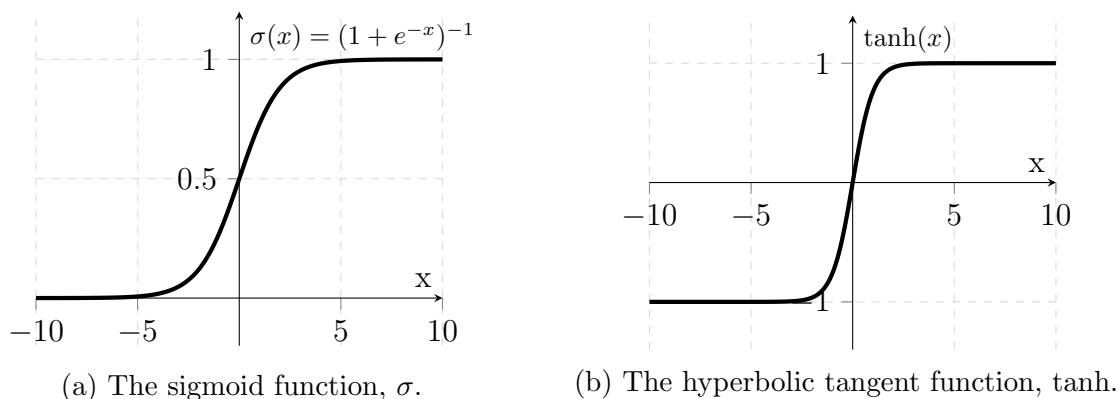 σ(x) = (1 + e^{-x})^{-1}
1
0.5
x
−10 −5 5 10
(a) The sigmoid function, σ.
tanh(x)
1
x
−10 −5 5 10
−1
(b) The hyperbolic tangent function, tanh.